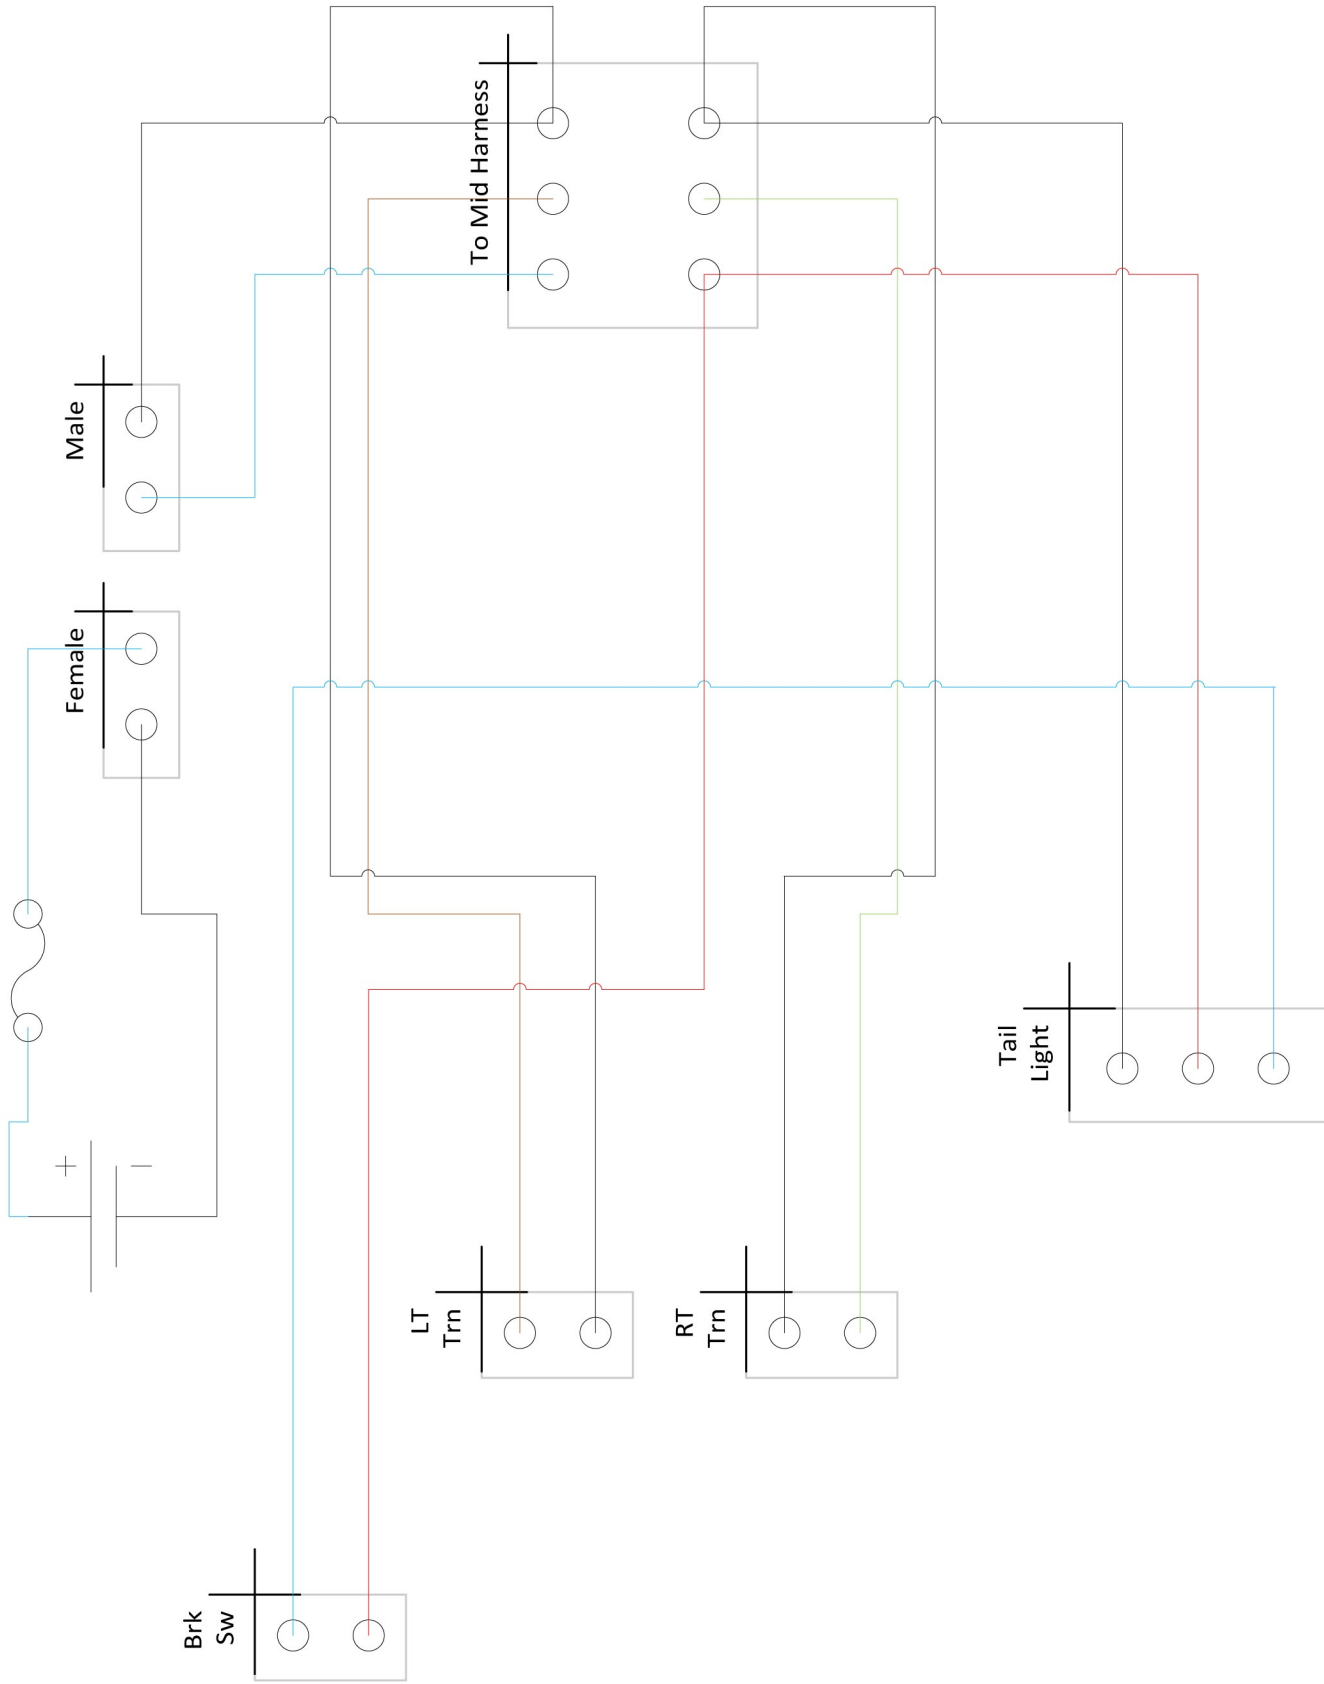 To Mid Harness
Male
Female
+
−
Tail
Light
LT
Trn
RT
Trn
Brk
Sw